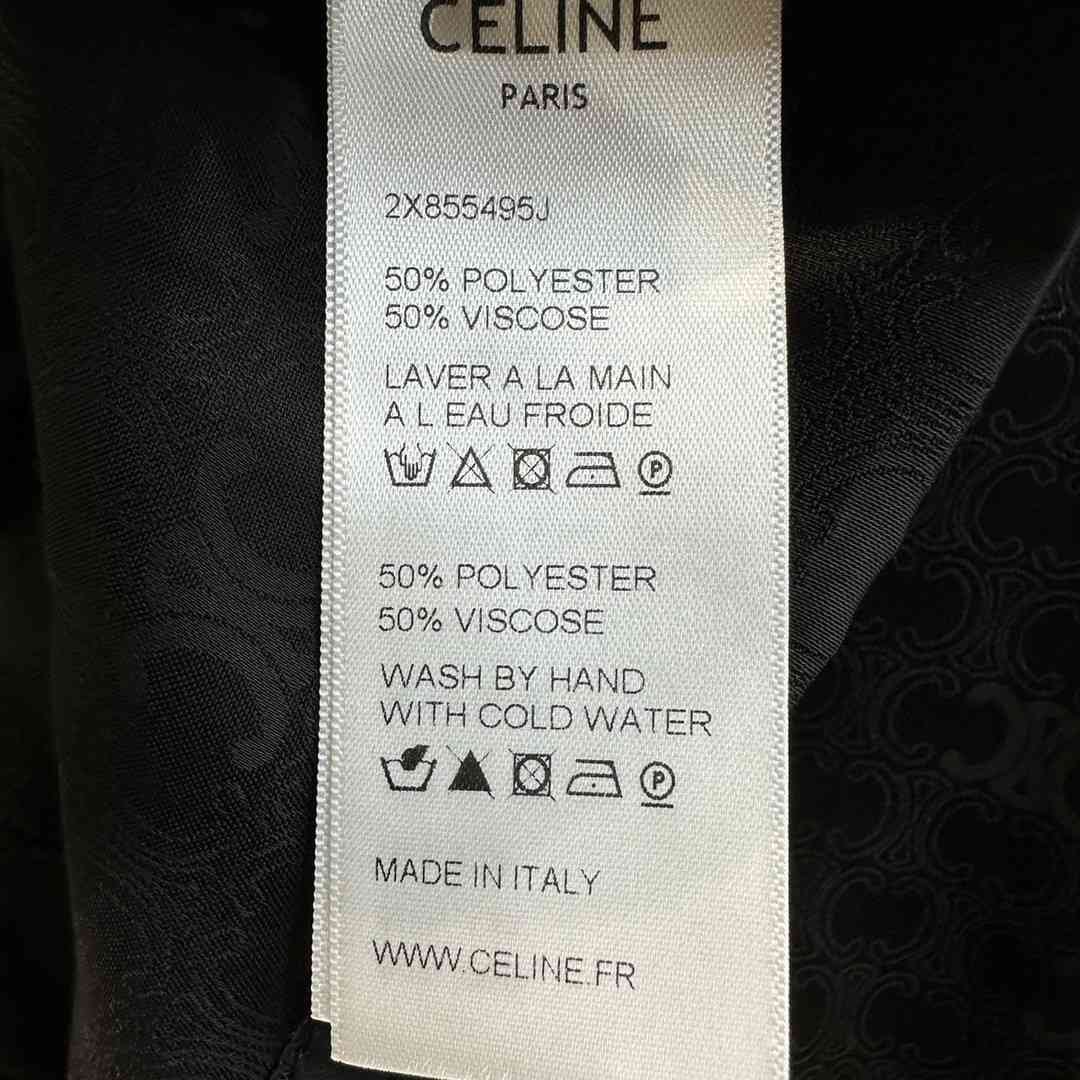 CELINE
PARIS
2X855495J
50% POLYESTER
50% VISCOSE
LAVER A LA MAIN
A L EAU FROIDE
P
50% POLYESTER
50% VISCOSE
WASH BY HAND
WITH COLD WATER
P
MADE IN ITALY
WWW.CELINE.FR